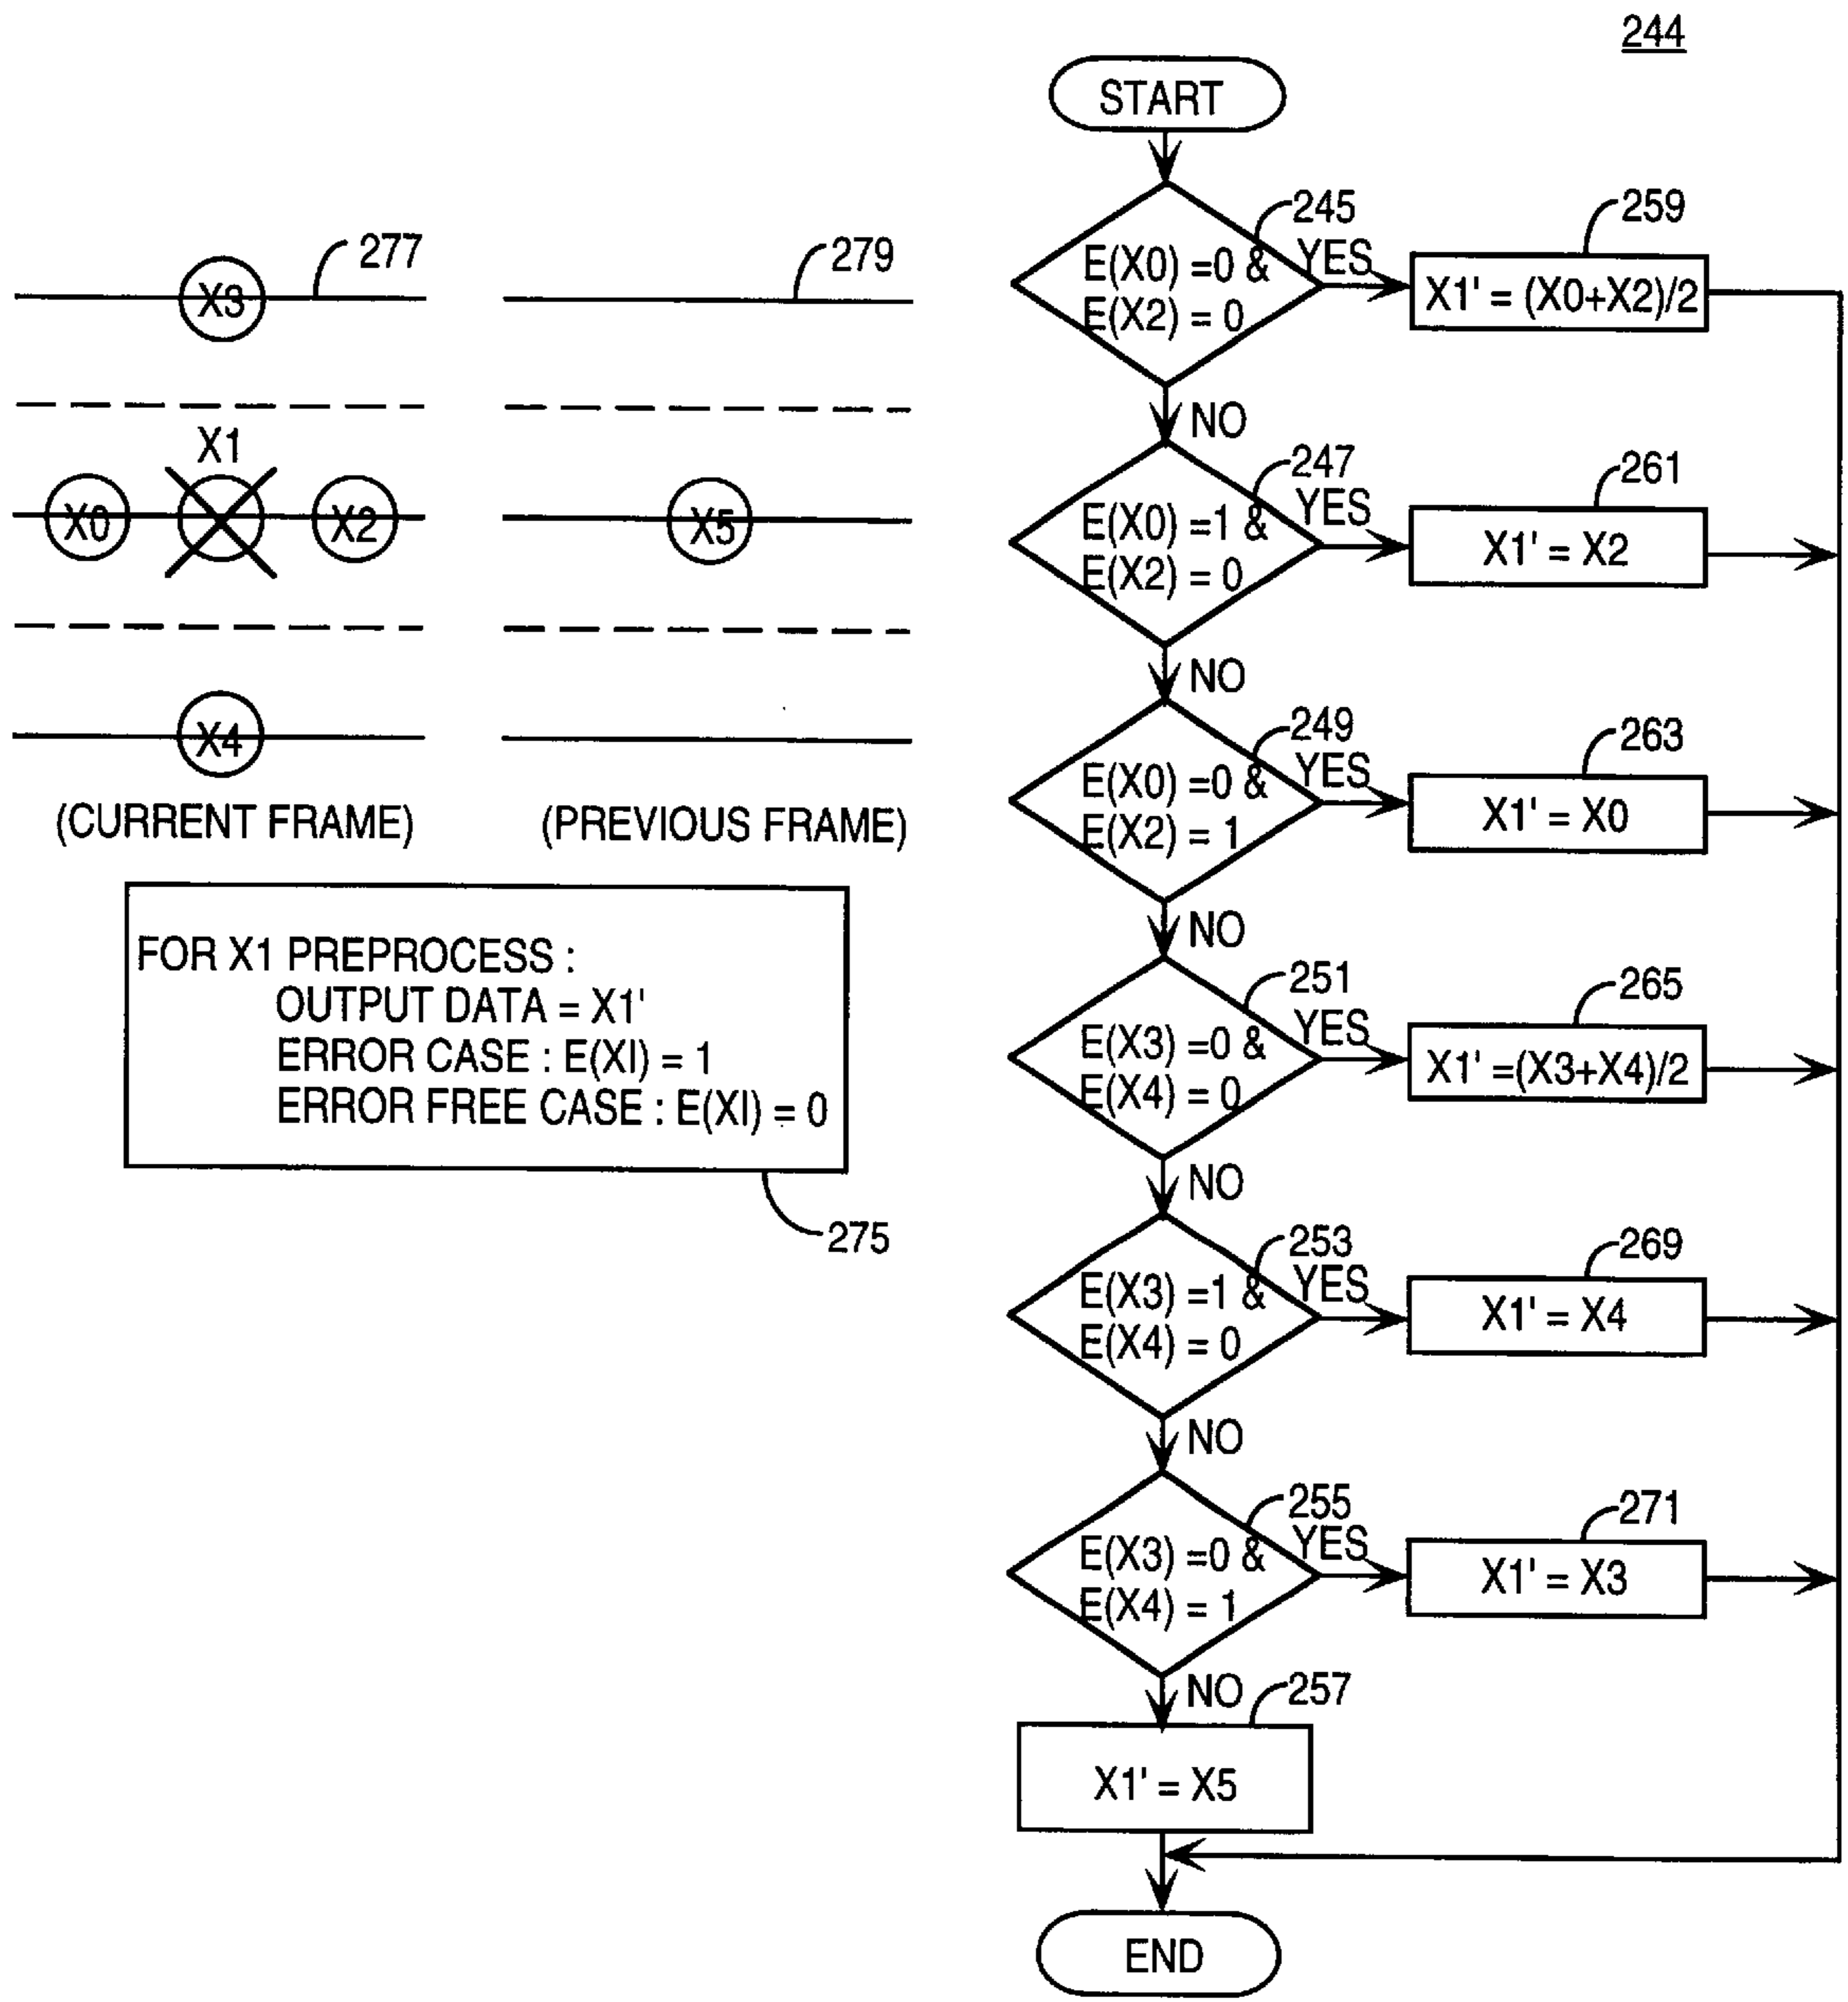 244
START
245
E(X0) =0 &
E(X2) = 0
YES
259
X1' = (X0+X2)/2
NO
247
E(X0) =1 &
E(X2) = 0
YES
261
X1' = X2
NO
249
E(X0) =0 &
E(X2) = 1
YES
263
X1' = X0
NO
251
E(X3) =0 &
E(X4) = 0
YES
265
X1' =(X3+X4)/2
NO
253
E(X3) =1 &
E(X4) = 0
YES
269
X1' = X4
NO
255
E(X3) =0 &
E(X4) = 1
YES
271
X1' = X3
NO
257
X1' = X5
END
277
X3
279
X1
X0
X2
X5
X4
(CURRENT FRAME)
(PREVIOUS FRAME)
FOR X1 PREPROCESS :
OUTPUT DATA = X1'
ERROR CASE : E(XI) = 1
ERROR FREE CASE : E(XI) = 0
275